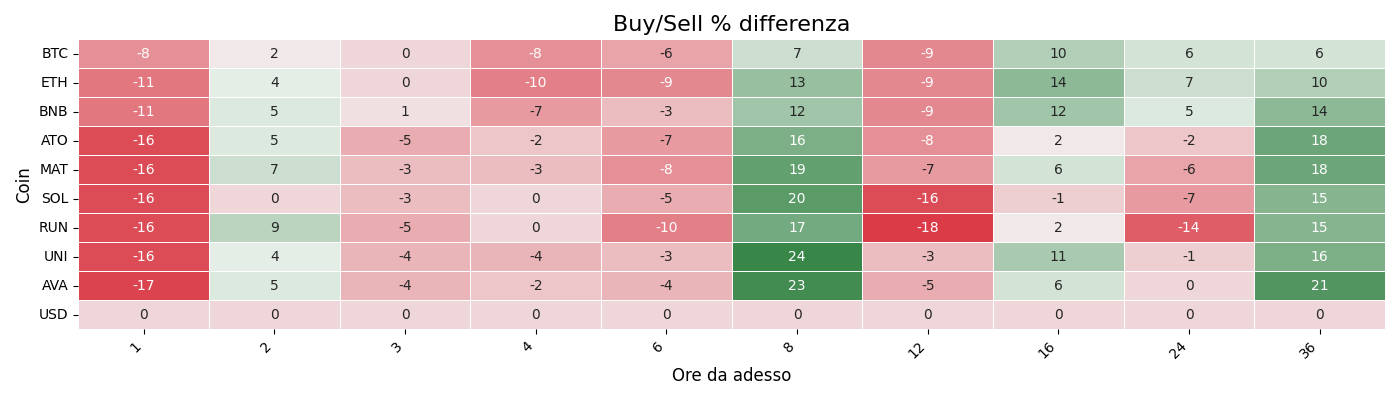 Buy/Sell % differenza
Coin
BTC -8 2 0 -8 -6 7 -9 10 6 6
ETH -11 4 0 -10 -9 13 -9 14 7 10
BNB -11 5 1 -7 -3 12 -9 12 5 14
ATO -16 5 -5 -2 -7 16 -8 2 -2 18
MAT -16 7 -3 -3 -8 19 -7 6 -6 18
SOL -16 0 -3 0 -5 20 -16 -1 -7 15
RUN -16 9 -5 0 -10 17 -18 2 -14 15
UNI -16 4 -4 -4 -3 24 -3 11 -1 16
AVA -17 5 -4 -2 -4 23 -5 6 0 21
USD 0 0 0 0 0 0 0 0 0 0
1 2 3 4 6 8 12 16 24 36
Ore da adesso